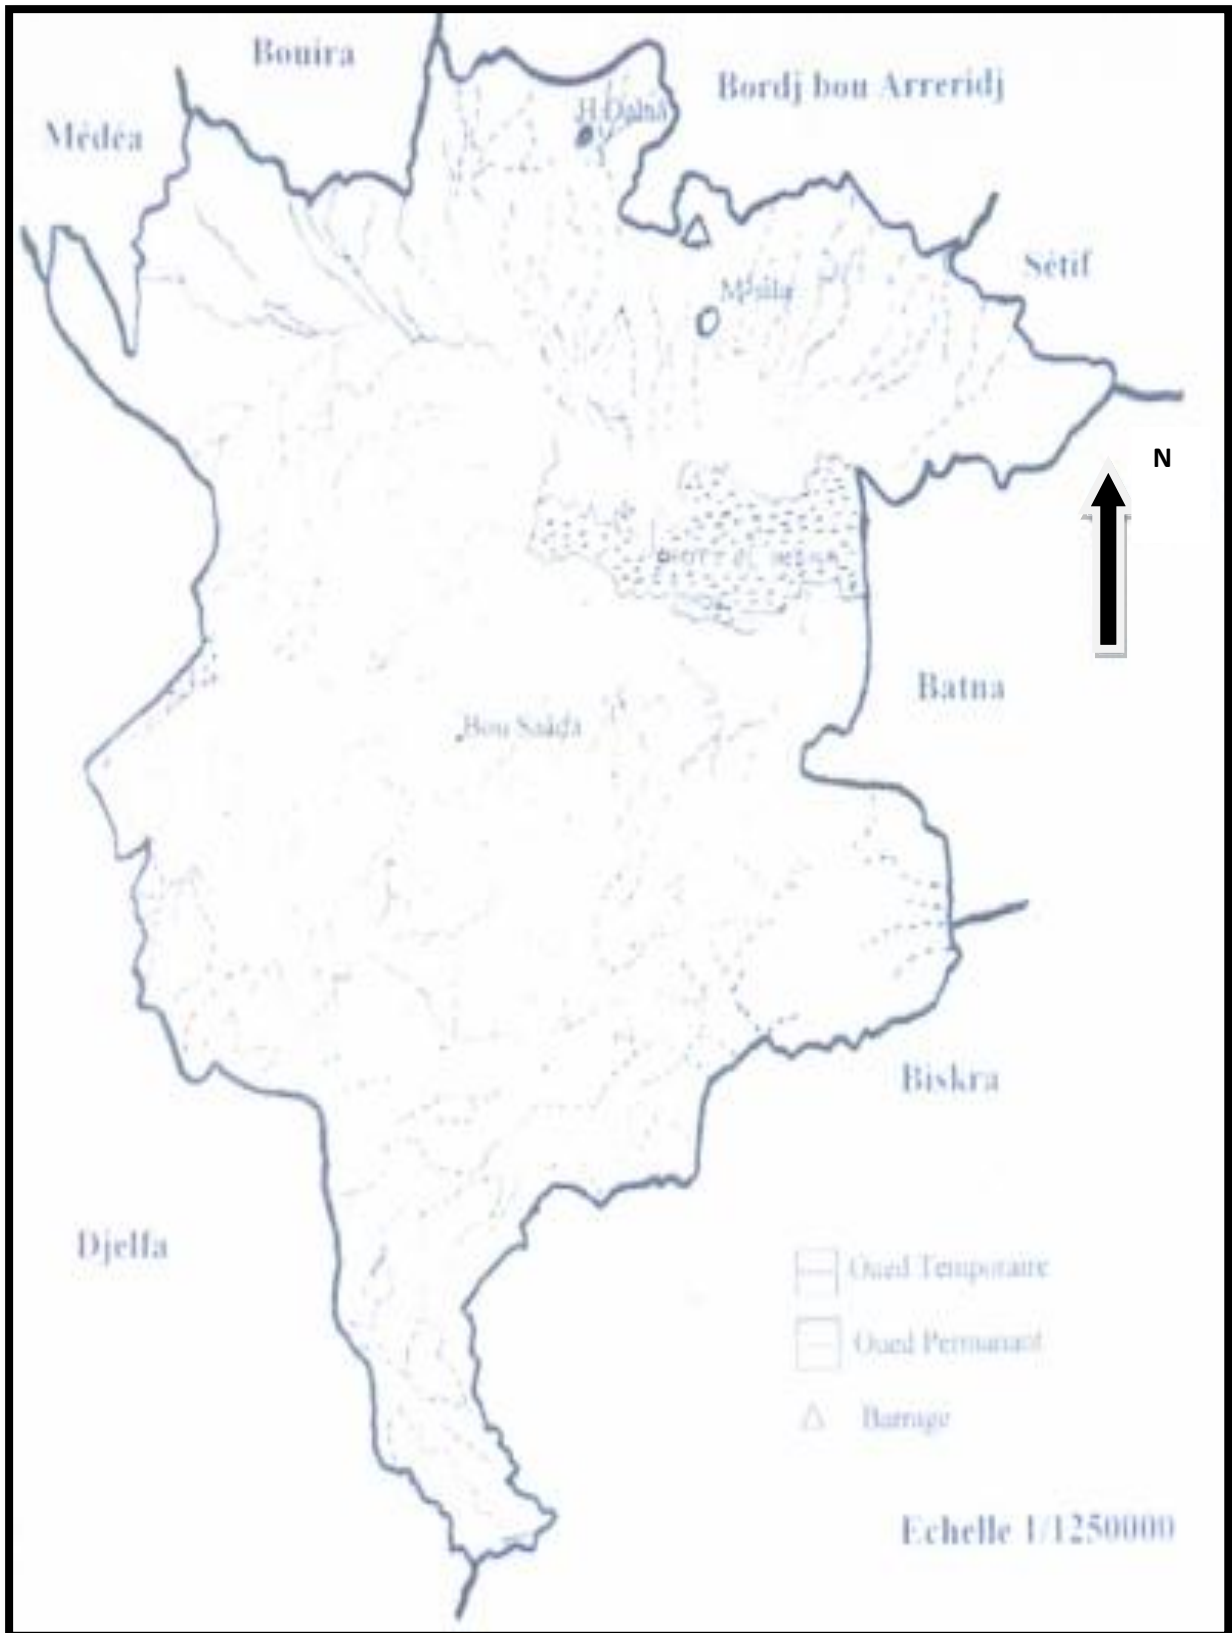 Bouira
Bordj bou Arreridj
Médéa
Sétif
M'sila
N
Batna
Bou Saâda
Biskra
Djelfa
Oued Temporaire
Oued Permanant
Barrage
Echelle 1/1250000